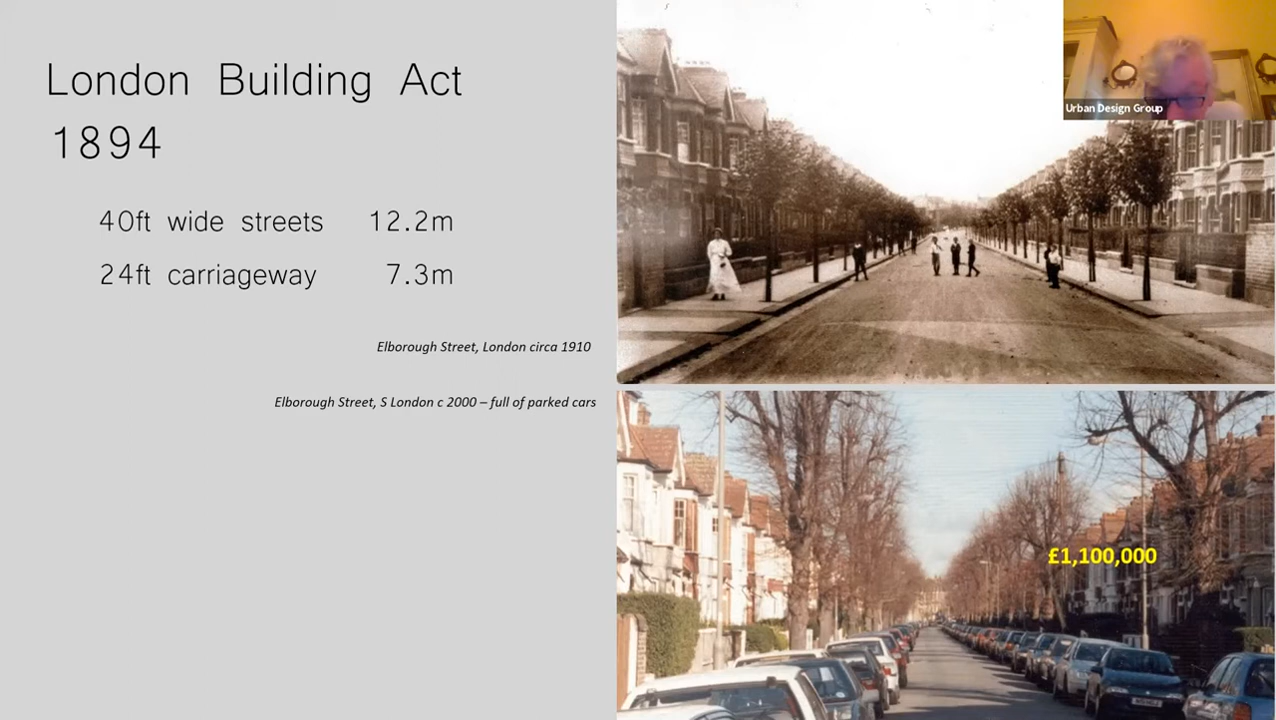 London Building Act
1894
40ft wide streets 12.2m
24ft carriageway 7.3m
Elborough Street, London circa 1910
Elborough Street, S London c 2000 – full of parked cars
Urban Design Group
£1,100,000